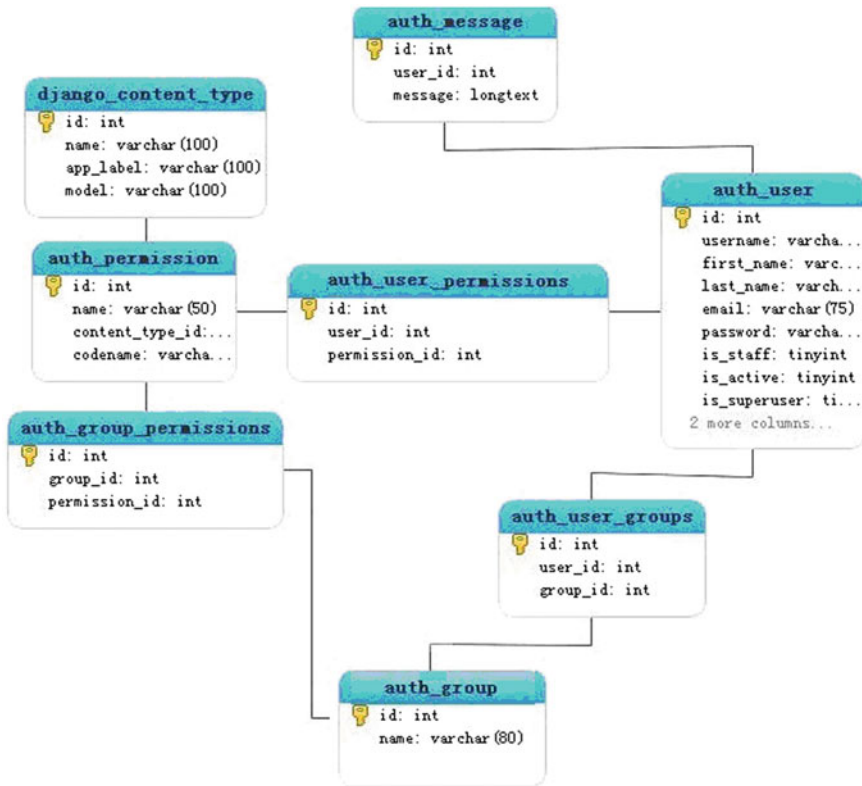 auth_message
id: int
user_id: int
message: longtext
django_content_type
id: int
name: varchar(100)
app_label: varchar(100)
model: varchar(100)
auth_user
id: int
username: varcha...
first_name: varc...
last_name: varch...
email: varchar(75)
password: varcha...
is_staff: tinyint
is_active: tinyint
is_superuser: ti...
2 more columns...
auth_permission
id: int
name: varchar(50)
content_type_id:...
codename: varcha...
auth_user_permissions
id: int
user_id: int
permission_id: int
auth_group_permissions
id: int
group_id: int
permission_id: int
auth_user_groups
id: int
user_id: int
group_id: int
auth_group
id: int
name: varchar(80)